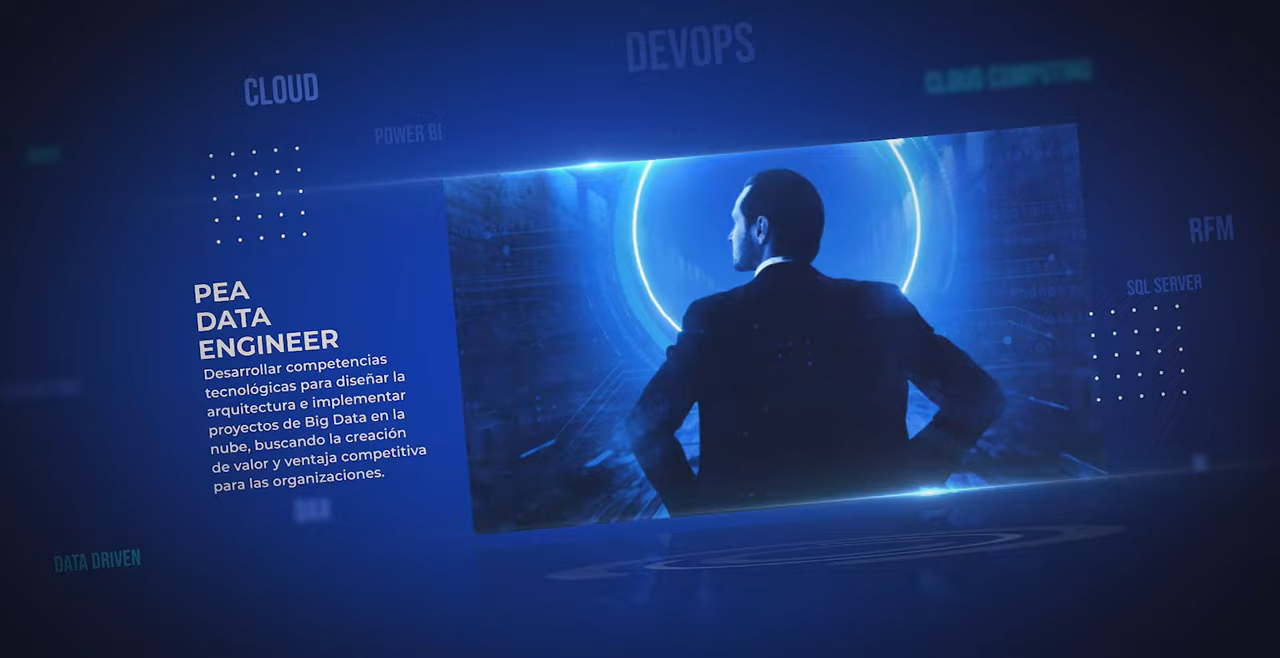 DEVOPS
CLOUD
CLOUD COMPUTING
POWER BI
RFM
SQL SERVER
PEA
DATA
ENGINEER
Desarrollar competencias
tecnológicas para diseñar la
arquitectura e implementar
proyectos de Big Data en la
nube, buscando la creación
de valor y ventaja competitiva
para las organizaciones.
DATA DRIVEN